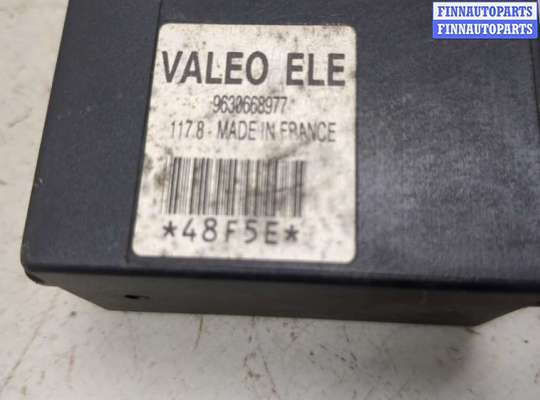 FINNAUTOPARTS
FINNAUTOPARTS
VALEO ELE
9630668977
117.8 - MADE IN FRANCE
*48F5E*